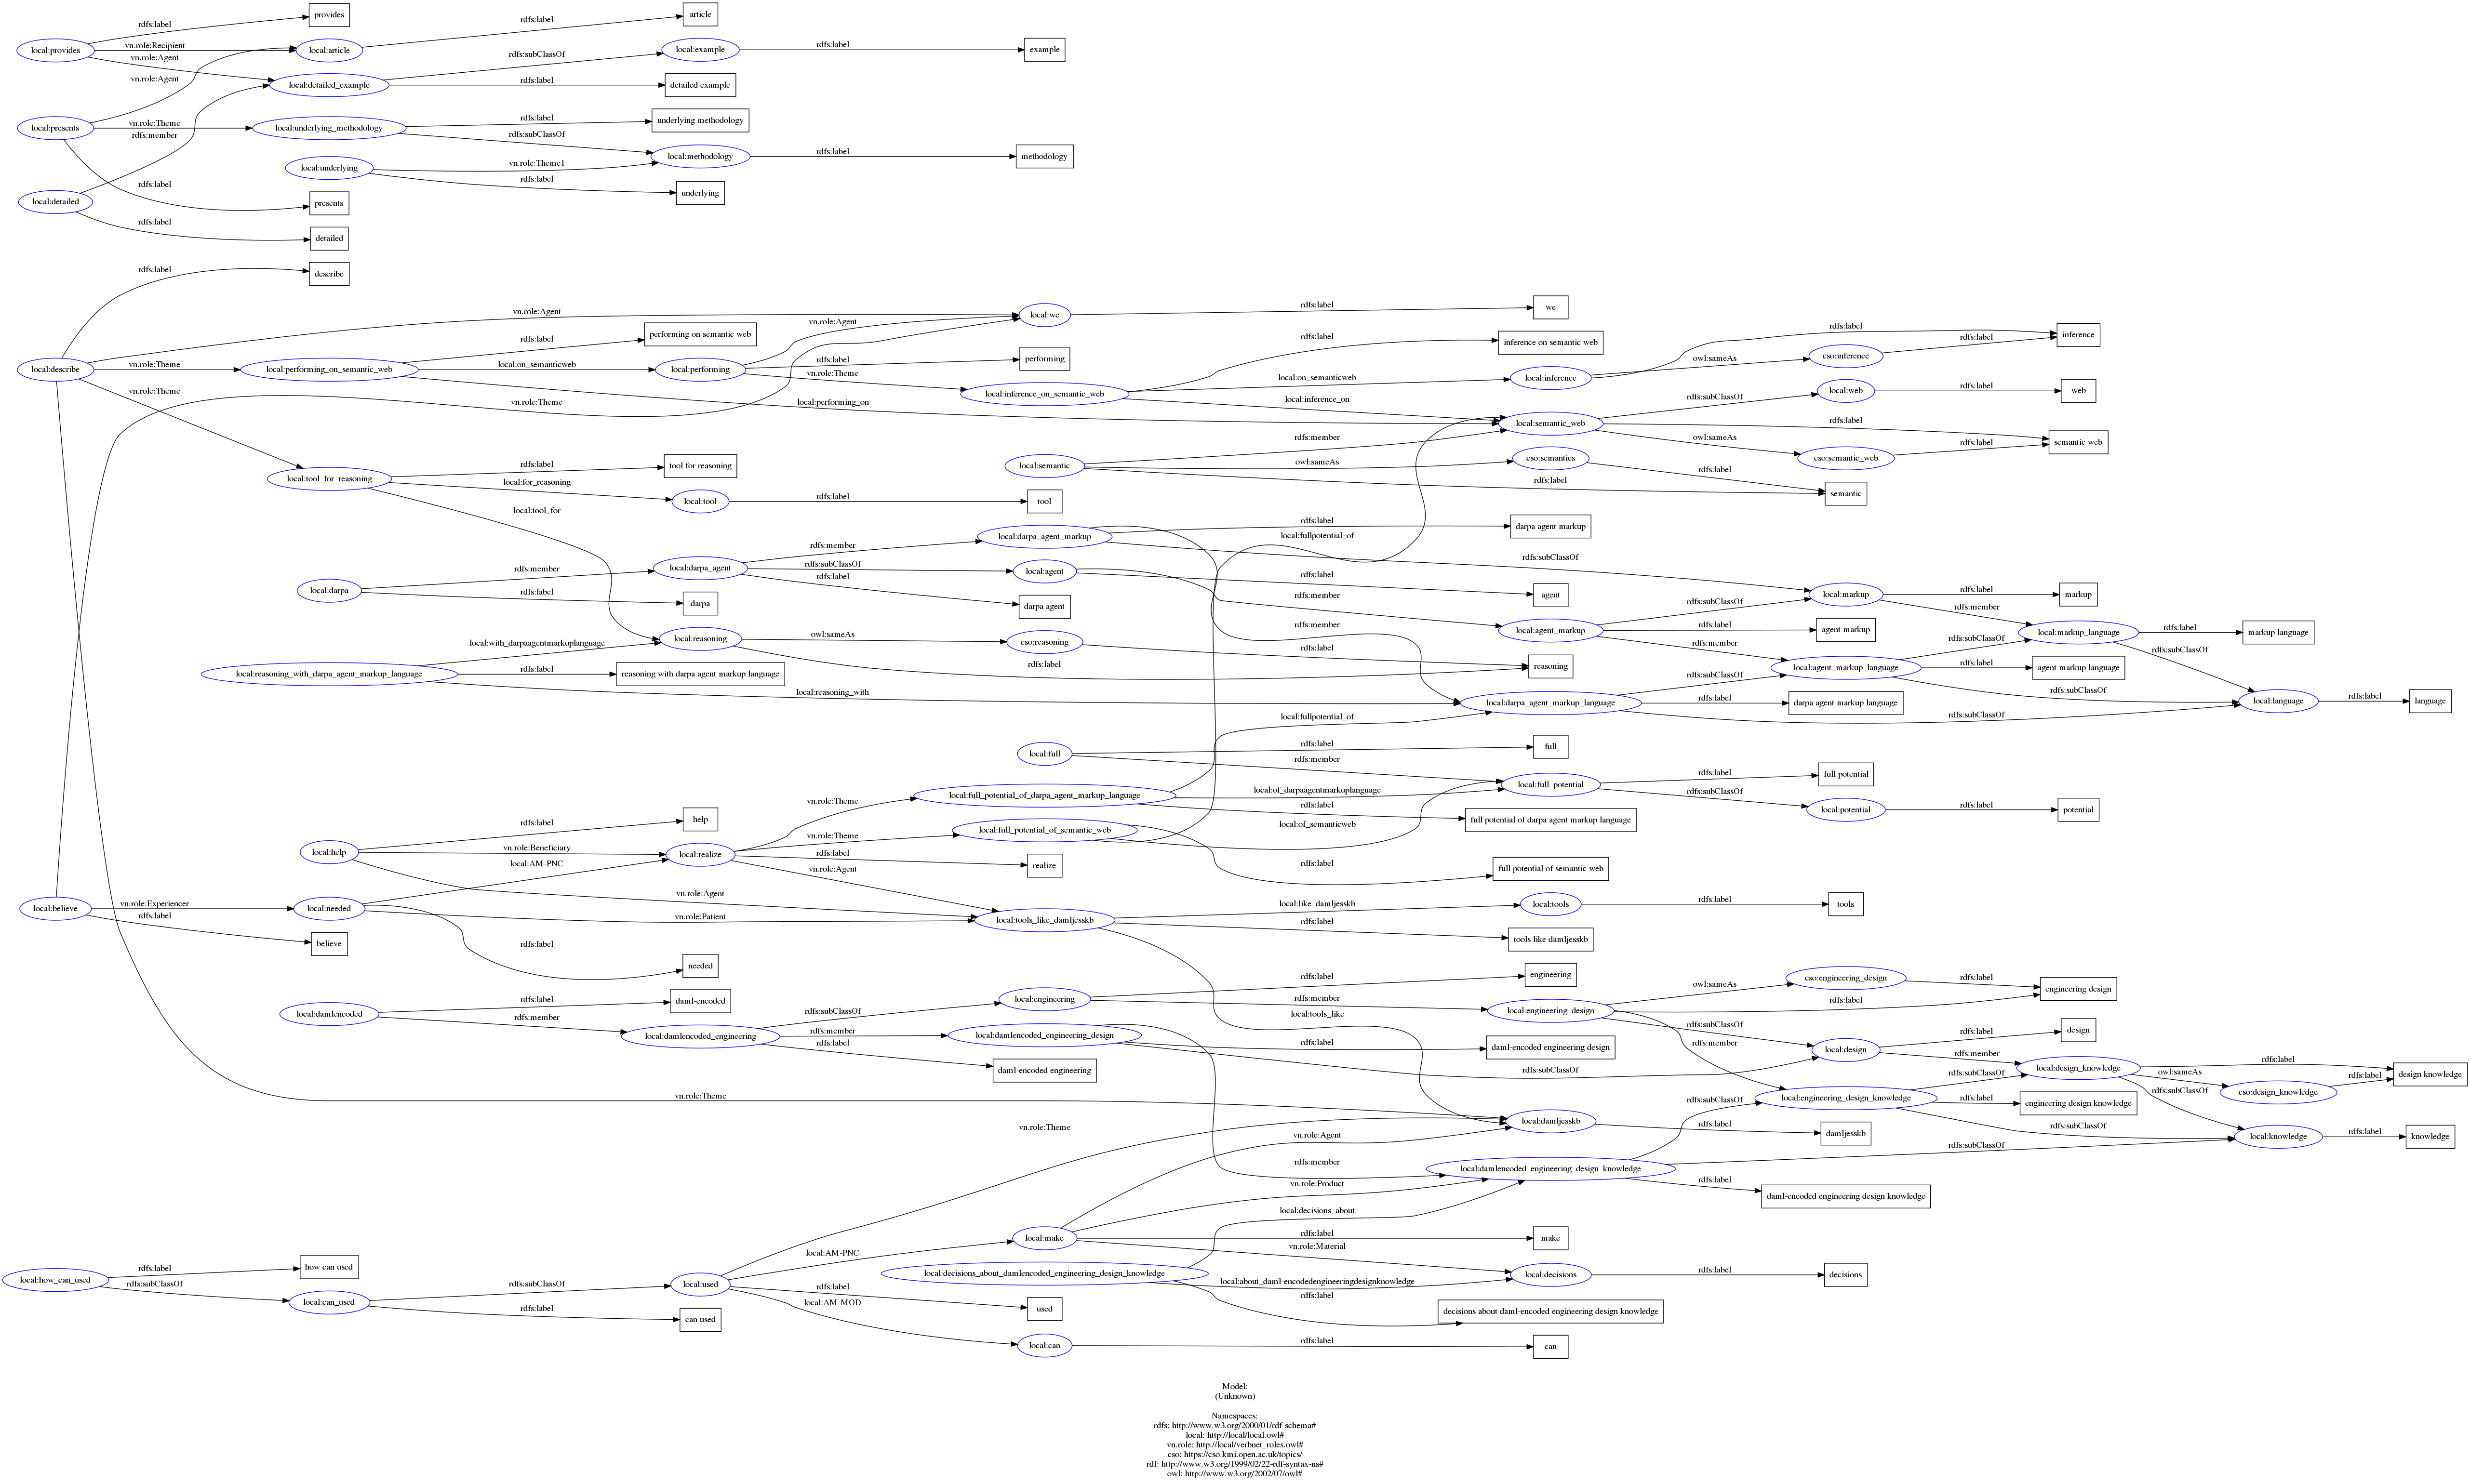 rdfs:label
provides
rdfs:label
article
local:provides
vn.role:Recipient
local:article
vn.role:Agent
vn.role:Agent
rdfs:subClassOf
local:example
rdfs:label
example
local:detailed_example
rdfs:label
detailed example
local:presents
vn.role:Theme
rdfs:member
local:underlying_methodology
rdfs:label
underlying methodology
rdfs:subClassOf
local:methodology
rdfs:label
methodology
local:underlying
vn.role:Theme1
rdfs:label
underlying
rdfs:label
presents
local:detailed
rdfs:label
detailed
rdfs:label
describe
local:describe
vn.role:Agent
local:we
rdfs:label
we
vn.role:Theme
local:performing_on_semantic_web
rdfs:label
performing on semantic web
local:on_semanticweb
local:performing
vn.role:Agent
rdfs:label
performing
vn.role:Theme
local:inference_on_semantic_web
rdfs:label
inference on semantic web
local:on_semanticweb
local:inference
rdfs:label
inference
owl:sameAs
cso:inference
rdfs:label
local:inference_on
vn.role:Theme
vn.role:Theme
local:performing_on
local:semantic_web
rdfs:subClassOf
local:web
rdfs:label
web
rdfs:label
semantic web
owl:sameAs
cso:semantic_web
rdfs:label
local:semantic
rdfs:member
owl:sameAs
cso:semantics
rdfs:label
rdfs:label
semantic
local:tool_for_reasoning
rdfs:label
tool for reasoning
local:for_reasoning
local:tool
rdfs:label
tool
local:tool_for
local:darpa_agent_markup
rdfs:label
darpa agent markup
local:fullpotential_of
rdfs:subClassOf
local:darpa
rdfs:member
local:darpa_agent
rdfs:member
rdfs:subClassOf
local:agent
rdfs:label
agent
rdfs:label
darpa agent
rdfs:label
darpa
rdfs:member
rdfs:member
local:agent_markup
rdfs:subClassOf
local:markup
rdfs:label
markup
rdfs:label
agent markup
rdfs:member
rdfs:member
local:markup_language
rdfs:label
markup language
local:with_darpaagentmarkuplanguage
local:reasoning
owl:sameAs
cso:reasoning
rdfs:label
reasoning
rdfs:label
local:reasoning_with_darpa_agent_markup_language
rdfs:label
reasoning with darpa agent markup language
local:reasoning_with
local:agent_markup_language
rdfs:subClassOf
rdfs:label
agent markup language
rdfs:subClassOf
rdfs:subClassOf
local:darpa_agent_markup_language
rdfs:subClassOf
rdfs:label
darpa agent markup language
rdfs:subClassOf
local:language
rdfs:label
language
local:fullpotential_of
local:full
rdfs:label
full
rdfs:member
local:full_potential
rdfs:label
full potential
rdfs:subClassOf
local:potential
rdfs:label
potential
vn.role:Theme
local:full_potential_of_darpa_agent_markup_language
local:of_darpaagentmarkuplanguage
rdfs:label
full potential of darpa agent markup language
local:help
rdfs:label
help
vn.role:Beneficiary
local:AM-PNC
local:realize
vn.role:Theme
local:full_potential_of_semantic_web
local:of_semanticweb
rdfs:label
full potential of semantic web
rdfs:label
realize
vn.role:Agent
vn.role:Agent
local:believe
vn.role:Experiencer
local:needed
vn.role:Patient
local:tools_like_damljesskb
local:like_damljesskb
local:tools
rdfs:label
tools
rdfs:label
tools like damljesskb
rdfs:label
believe
rdfs:label
needed
local:damlencoded
rdfs:label
daml-encoded
rdfs:member
local:damlencoded_engineering
rdfs:subClassOf
local:engineering
rdfs:label
engineering
rdfs:member
local:tools_like
rdfs:member
local:damlencoded_engineering_design
rdfs:label
daml-encoded engineering design
rdfs:subClassOf
rdfs:label
daml-encoded engineering
local:engineering_design
owl:sameAs
cso:engineering_design
rdfs:label
engineering design
rdfs:label
rdfs:subClassOf
rdfs:member
local:design
rdfs:label
design
rdfs:member
local:design_knowledge
rdfs:label
design knowledge
owl:sameAs
cso:design_knowledge
rdfs:label
rdfs:subClassOf
local:engineering_design_knowledge
rdfs:subClassOf
rdfs:label
engineering design knowledge
rdfs:subClassOf
local:knowledge
rdfs:label
knowledge
vn.role:Theme
vn.role:Theme
vn.role:Agent
local:damljesskb
rdfs:label
damljesskb
rdfs:subClassOf
rdfs:subClassOf
rdfs:member
local:damlencoded_engineering_design_knowledge
rdfs:label
daml-encoded engineering design knowledge
vn.role:Product
local:decisions_about
local:make
rdfs:label
make
vn.role:Material
local:AM-PNC
local:decisions_about_damlencoded_engineering_design_knowledge
local:about_daml-encodedengineeringdesignknowledge
local:decisions
rdfs:label
decisions
rdfs:label
decisions about daml-encoded engineering design knowledge
local:how_can_used
rdfs:label
how can used
rdfs:subClassOf
local:can_used
rdfs:subClassOf
local:used
rdfs:label
used
rdfs:label
can used
local:AM-MOD
local:can
rdfs:label
can
Model:
(Unknown)
Namespaces:
rdfs: http://www.w3.org/2000/01/rdf-schema#
local: http://local/local.owl#
vn.role: http://local/verbnet_roles.owl#
cso: https://cso.kmi.open.ac.uk/topics/
rdf: http://www.w3.org/1999/02/22-rdf-syntax-ns#
owl: http://www.w3.org/2002/07/owl#